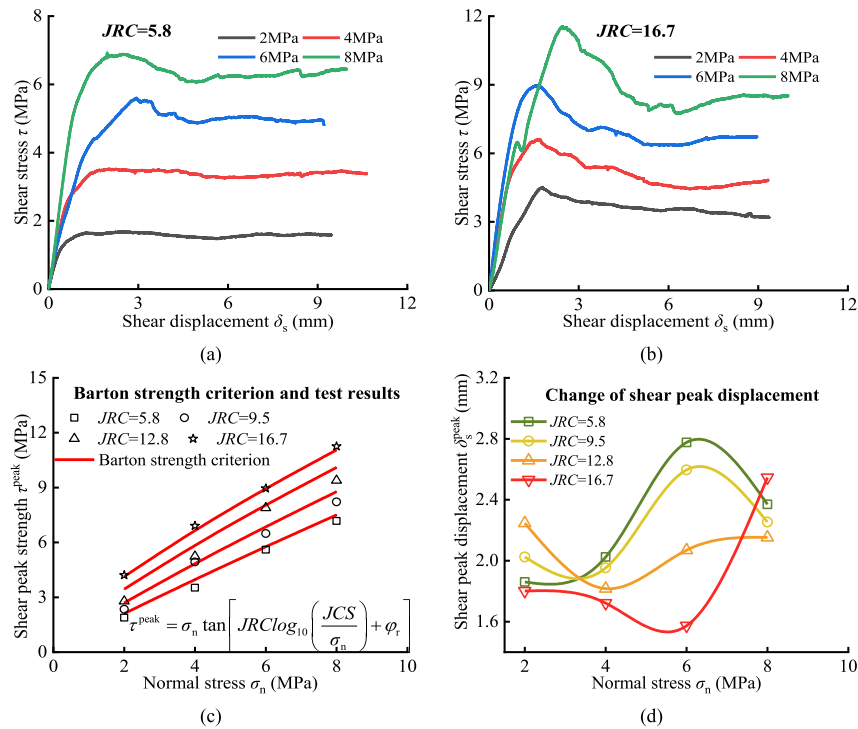 JRC=5.8
2MPa 4MPa
6MPa 8MPa
Shear stress τ (MPa)
8
6
4
2
0
0 3 6 9 12
Shear displacement δs (mm)
(a)
JRC=16.7
2MPa 4MPa
6MPa 8MPa
Shear stress τ (MPa)
12
9
6
3
0
0 3 6 9 12
Shear displacement δs (mm)
(b)
Barton strength criterion and test results
JRC=5.8 JRC=9.5
JRC=12.8 JRC=16.7
Barton strength criterion
Shear peak strength τ^peak (MPa)
15
12
9
6
3
0
τ^peak = σn tan[JRClog10(JCS/σn) + φr]
0 2 4 6 8 10
Normal stress σn (MPa)
(c)
Change of shear peak displacement
JRC=5.8
JRC=9.5
JRC=12.8
JRC=16.7
Shear peak displacement δs^peak (mm)
3.2
2.8
2.4
2.0
1.6
2 4 6 8
Normal stress σn (MPa)
(d)